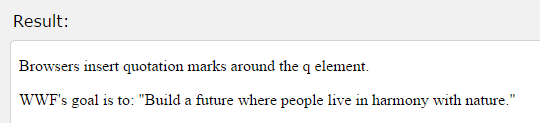 Result:
Browsers insert quotation marks around the q element.
WWF's goal is to: "Build a future where people live in harmony with nature."